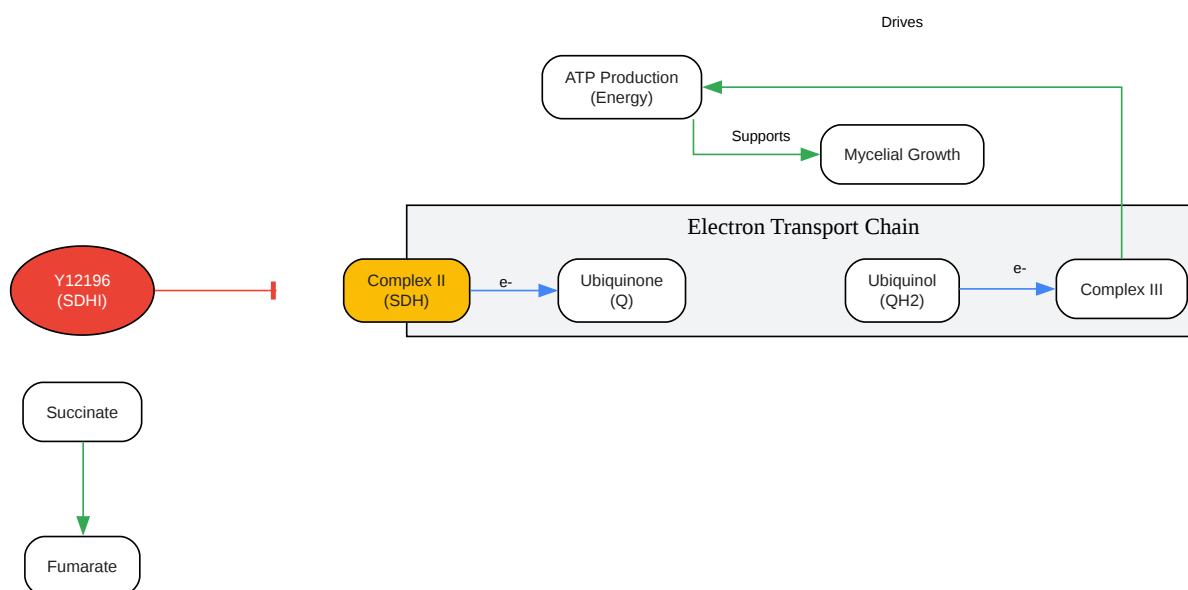 Drives
ATP Production
(Energy)
Supports
Mycelial Growth
Electron Transport Chain
Y12196
(SDHI)
Complex II
(SDH)
e-
Ubiquinone
(Q)
Ubiquinol
(QH2)
e-
Complex III
Succinate
Fumarate